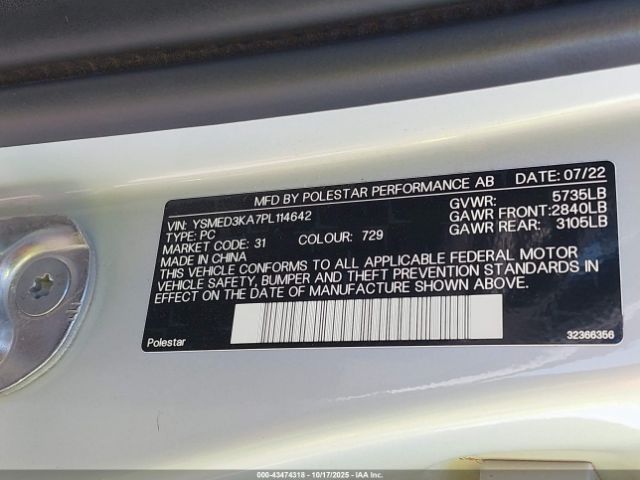 MFD BY POLESTAR PERFORMANCE AB DATE: 07/22
VIN: YSMED3KA7PL114642 GVWR: 5735LB
TYPE: PC GAWR FRONT:2840LB
MARKET CODE: 31 COLOUR: 729 GAWR REAR: 3105LB
MADE IN CHINA
THIS VEHICLE CONFORMS TO ALL APPLICABLE FEDERAL MOTOR
VEHICLE SAFETY, BUMPER AND THEFT PREVENTION STANDARDS IN
EFFECT ON THE DATE OF MANUFACTURE SHOWN ABOVE.
Polestar 32366356
000-43474318 - 10/17/2025 - IAA, Inc.